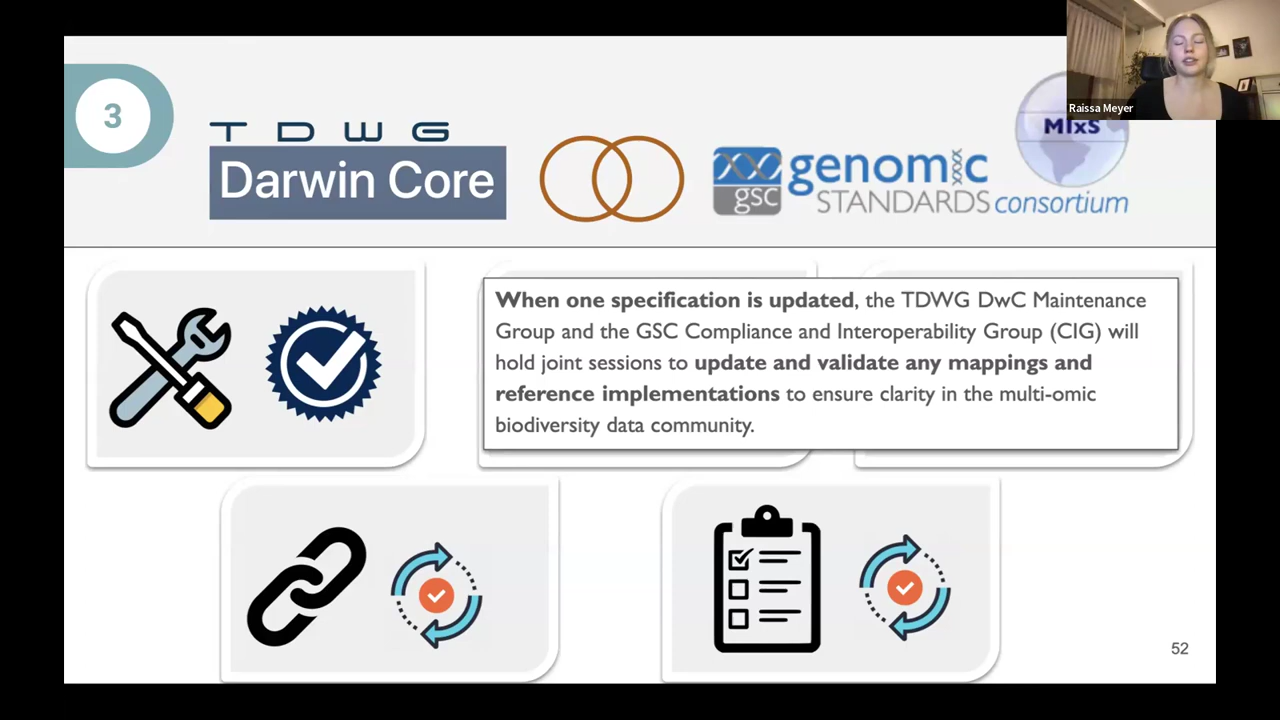 Raissa Meyer
3
TDWG
Darwin Core
gsc
genomic
STANDARDS consortium
MIxS
When one specification is updated, the TDWG DwC Maintenance
Group and the GSC Compliance and Interoperability Group (CIG) will
hold joint sessions to update and validate any mappings and
reference implementations to ensure clarity in the multi-omic
biodiversity data community.
52